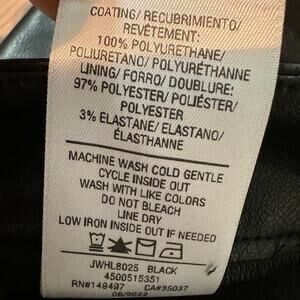 COATING/ RECUBRIMIENTO/
REVÊTEMENT:
100% POLYURETHANE/
POLIURETANO/ POLYURÉTHANNE
LINING/ FORRO/ DOUBLURE:
97% POLYESTER/ POLIÉSTER/
POLYESTER
3% ELASTANE/ ELASTANO/
ÉLASTHANNE
MACHINE WASH COLD GENTLE
CYCLE INSIDE OUT
WASH WITH LIKE COLORS
DO NOT BLEACH
LINE DRY
LOW IRON INSIDE OUT IF NEEDED
JWHL8025 BLACK
4500515351
RN#149497 CA#35037
06/2022